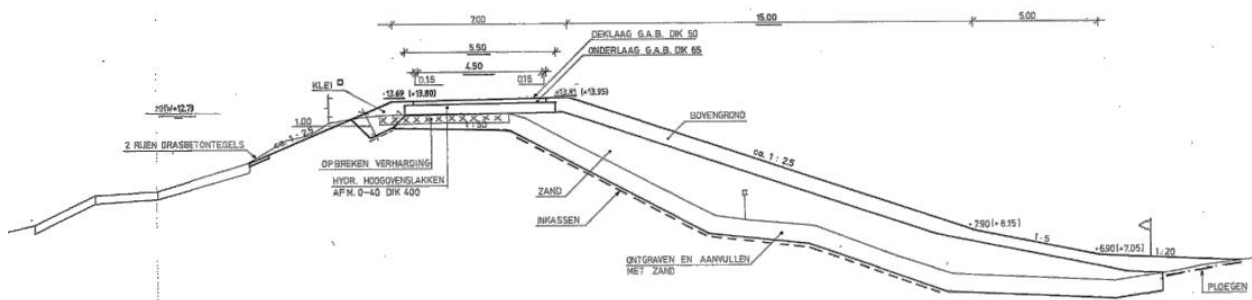 7.00
15.00
5.00
DEKLAAG G.A.B. DIK 50
ONDERLAAG G.A.B. DIK 65
5.50
4.50
0.15
0.15
KLEI
13.69 (+13.80)
+13.81 (+13.95)
MHW+12.73
1.00
1:50
BOVENGROND
ca. 1:2.5
ca. 1:2.5
2 RIJEN GRASBETONTEGELS
OPBREKEN VERHARDING
HYDR. HOOGOVENSLAKKEN
AFM. 0-40 DIK 400
ZAND
INKASSEN
+7.90 (+8.15)
1:5
+6.90 (+7.05)
1:20
ONTGRAVEN EN AANVULLEN
MET ZAND
PLOEGEN